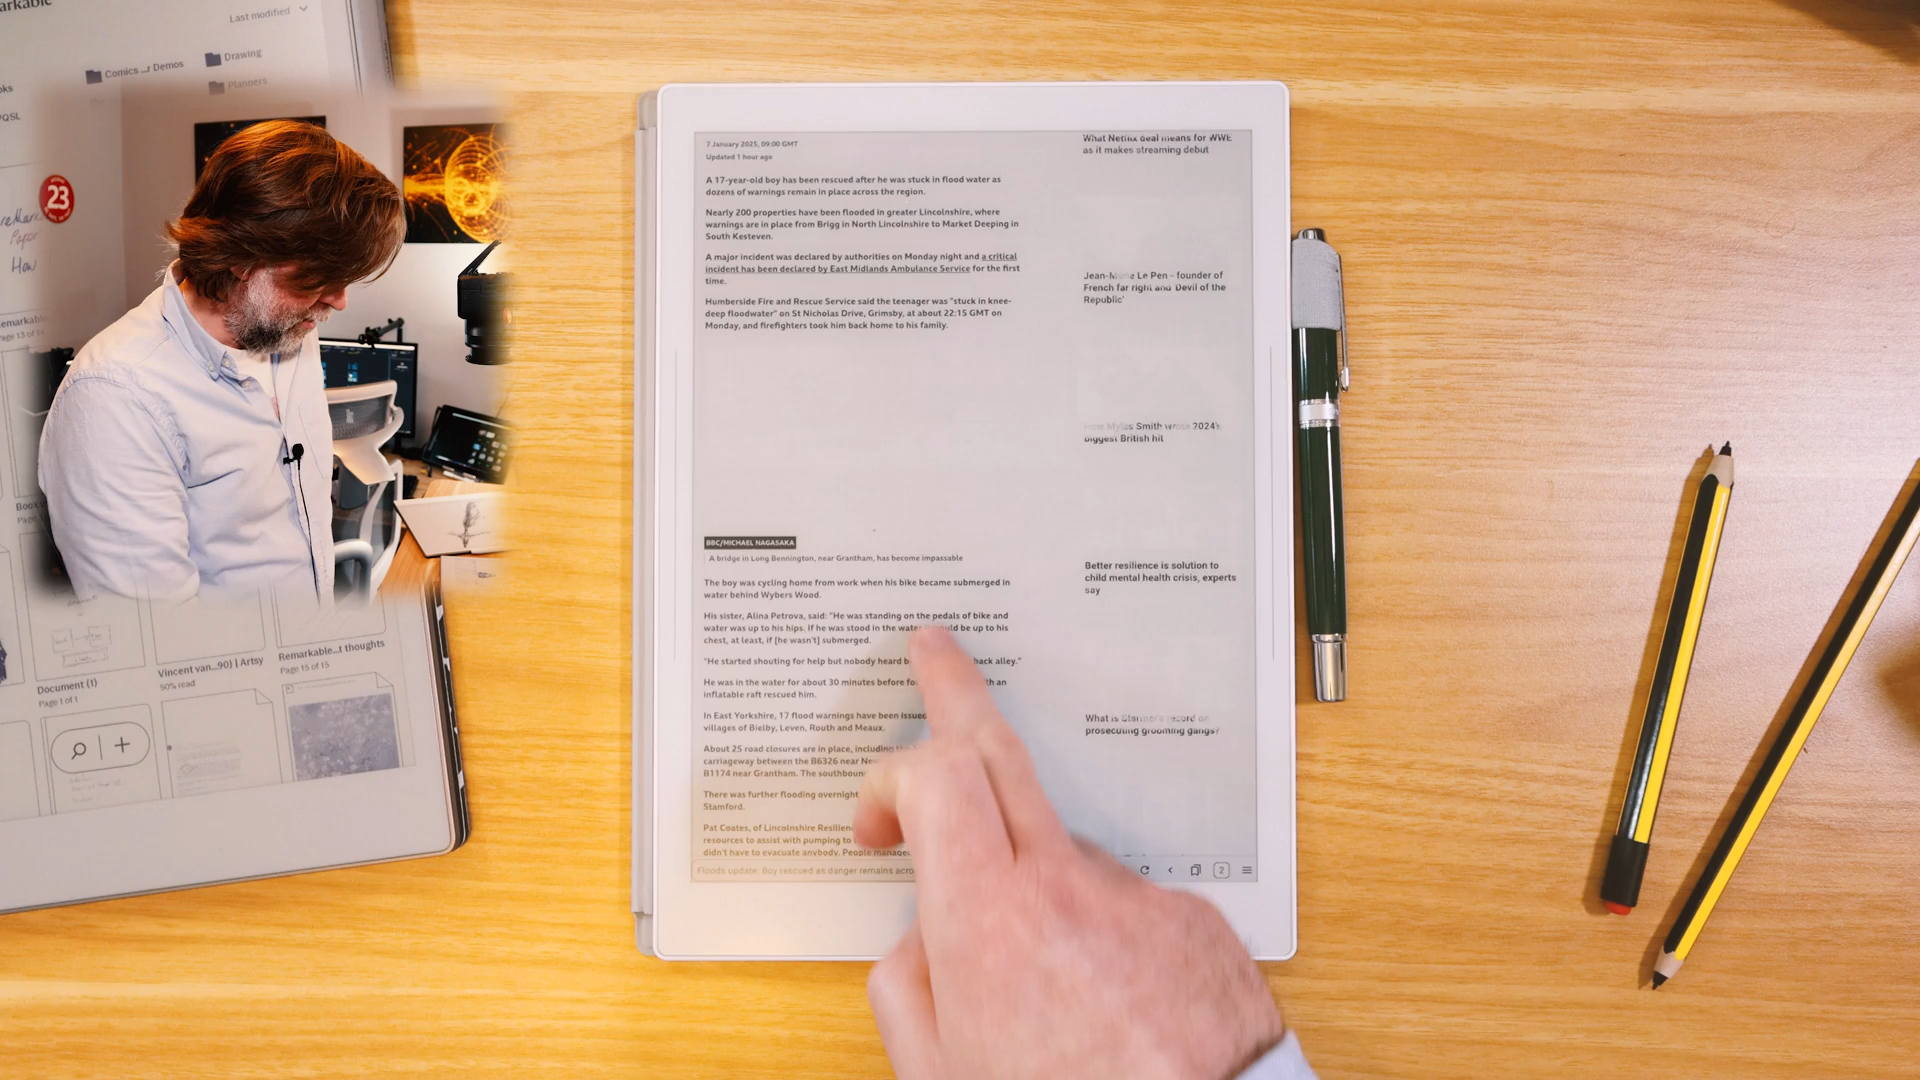 Last modified
Comics ...r Demos
Drawing
Planners
23
Paper
How
Page 15 of 15
Document (1)
Page 1 of 1
Vincent van...90) | Artsy
50% read
Remarkable...t thoughts
Page 15 of 15
7 January 2025, 09:00 GMT
Updated 1 hour ago
A 17-year-old boy has been rescued after he was stuck in flood water as
dozens of warnings remain in place across the region.
Nearly 200 properties have been flooded in greater Lincolnshire, where
warnings are in place from Brigg in North Lincolnshire to Market Deeping in
South Kesteven.
A major incident was declared by authorities on Monday night and a critical
incident has been declared by East Midlands Ambulance Service for the first
time.
Humberside Fire and Rescue Service said the teenager was "stuck in knee-
deep floodwater" on St Nicholas Drive, Grimsby, at about 22:15 GMT on
Monday, and firefighters took him back home to his family.
BBC/MICHAEL NAGASAKA
A bridge in Long Bennington, near Grantham, has become impassable
The boy was cycling home from work when his bike became submerged in
water behind Wybers Wood.
His sister, Alina Petrova, said: "He was standing on the pedals of bike and
water was up to his hips. If he was stood in the water it would be up to his
chest, at least, if [he wasn't] submerged.
"He started shouting for help but nobody heard back alley."
He was in the water for about 30 minutes before an
inflatable raft rescued him.
In East Yorkshire, 17 flood warnings have been issued
villages of Bielby, Leven, Routh and Meaux.
About 25 road closures are in place, including
carriageway between the B6326 near
B1174 near Grantham. The southbound
There was further flooding overnight
Stamford.
Pat Coates, of Lincolnshire
resources to assist with pumping to
didn't have to evacuate anybody. People managed
Floods update: Boy rescued as danger remains
2
What Netflix deal means for WWE
as it makes streaming debut
Jean-Marie Le Pen - founder of
French far right and 'Devil of the
Republic'
How Myles Smith wrote 2024's
biggest British hit
Better resilience is solution to
child mental health crisis, experts
say
What is Starmer's record on
prosecuting grooming gangs?